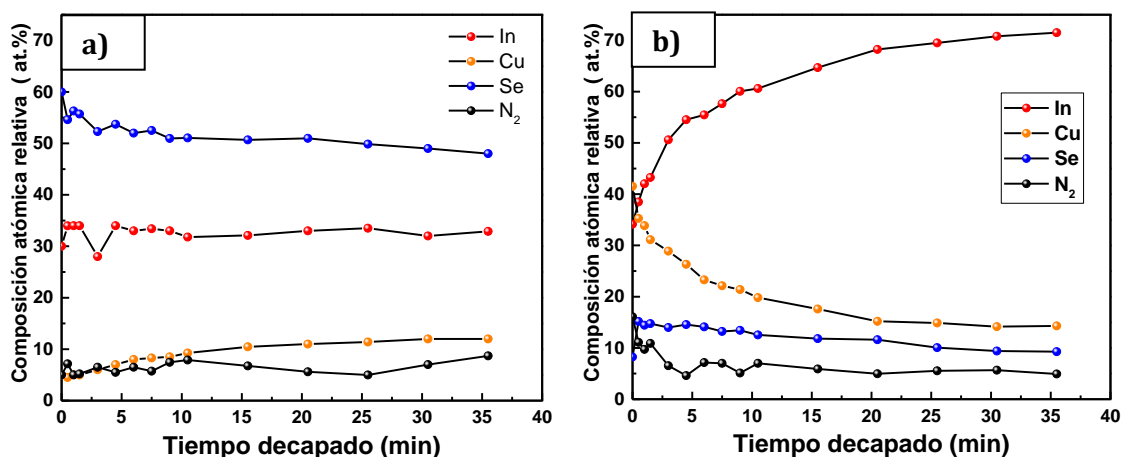 a)
In
Cu
Se
N2
Composición atómica relativa ( at.%)
70
60
50
40
30
20
10
0
0 5 10 15 20 25 30 35 40
Tiempo decapado (min)
b)
In
Cu
Se
N2
Composición atómica relativa ( at.%)
70
60
50
40
30
20
10
0
0 5 10 15 20 25 30 35 40
Tiempo decapado (min)